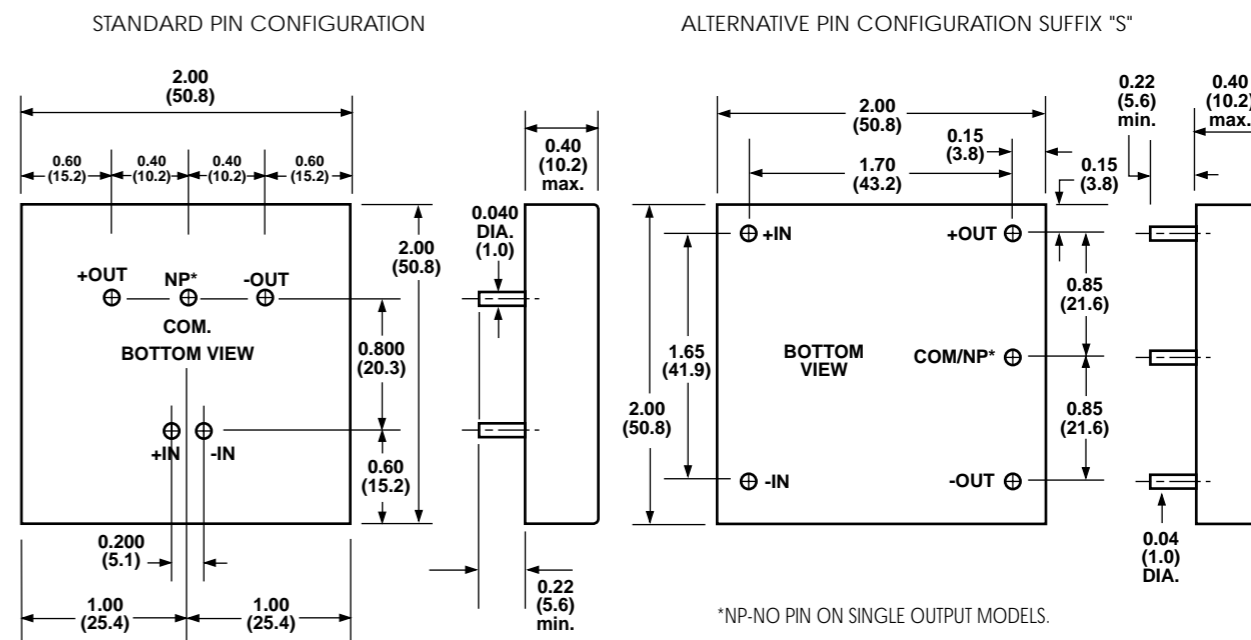 STANDARD PIN CONFIGURATION
2.00
(50.8)
0.60
(15.2)
0.40
(10.2)
0.40
(10.2)
0.60
(15.2)
0.40
(10.2)
max.
0.040
DIA.
(1.0)
2.00
(50.8)
+OUT
NP*
-OUT
COM.
BOTTOM VIEW
0.800
(20.3)
+IN
-IN
0.60
(15.2)
0.200
(5.1)
1.00
(25.4)
1.00
(25.4)
0.22
(5.6)
min.
ALTERNATIVE PIN CONFIGURATION SUFFIX "S"
2.00
(50.8)
0.15
(3.8)
1.70
(43.2)
0.15
(3.8)
0.22
(5.6)
min.
0.40
(10.2)
max.
+IN
+OUT
0.85
(21.6)
1.65
(41.9)
BOTTOM
VIEW
COM/NP*
2.00
(50.8)
0.85
(21.6)
-IN
-OUT
0.04
(1.0)
DIA.
*NP-NO PIN ON SINGLE OUTPUT MODELS.